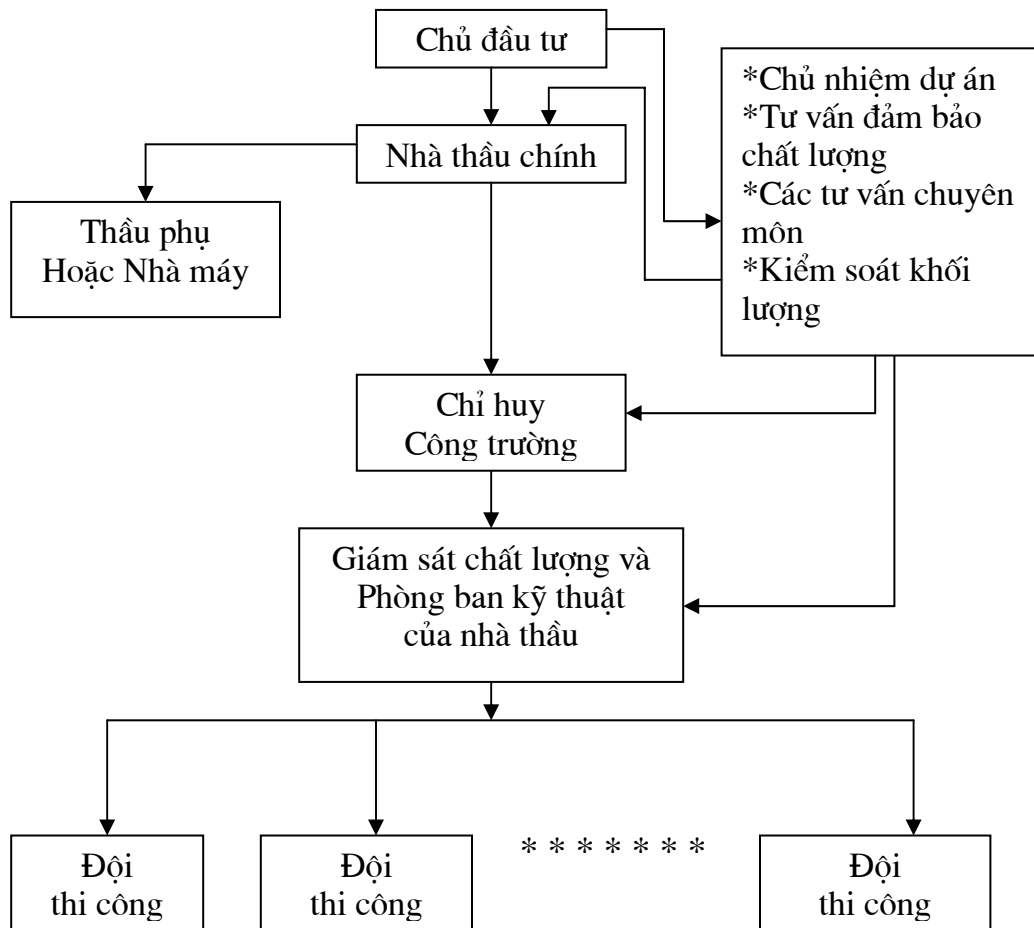 Chủ đầu tư
*Chủ nhiệm dự án
*Tư vấn đảm bảo
chất lượng
*Các tư vấn chuyên
môn
*Kiểm soát khối
lượng
Nhà thầu chính
Thầu phụ
Hoặc Nhà máy
Chỉ huy
Công trường
Giám sát chất lượng và
Phòng ban kỹ thuật
của nhà thầu
Đội
thi công
Đội
thi công
* * * * * * *
Đội
thi công